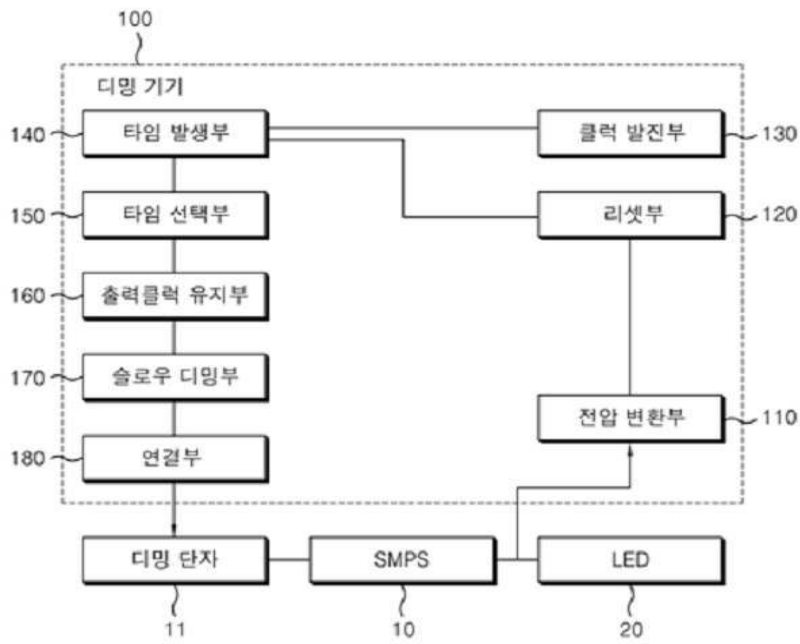 100
디밍 기기
140 타임 발생부 클럭 발진부 130
150 타임 선택부 리셋부 120
160 출력클럭 유지부
170 슬로우 디밍부
전압 변환부 110
180 연결부
디밍 단자 SMPS LED
11 10 20